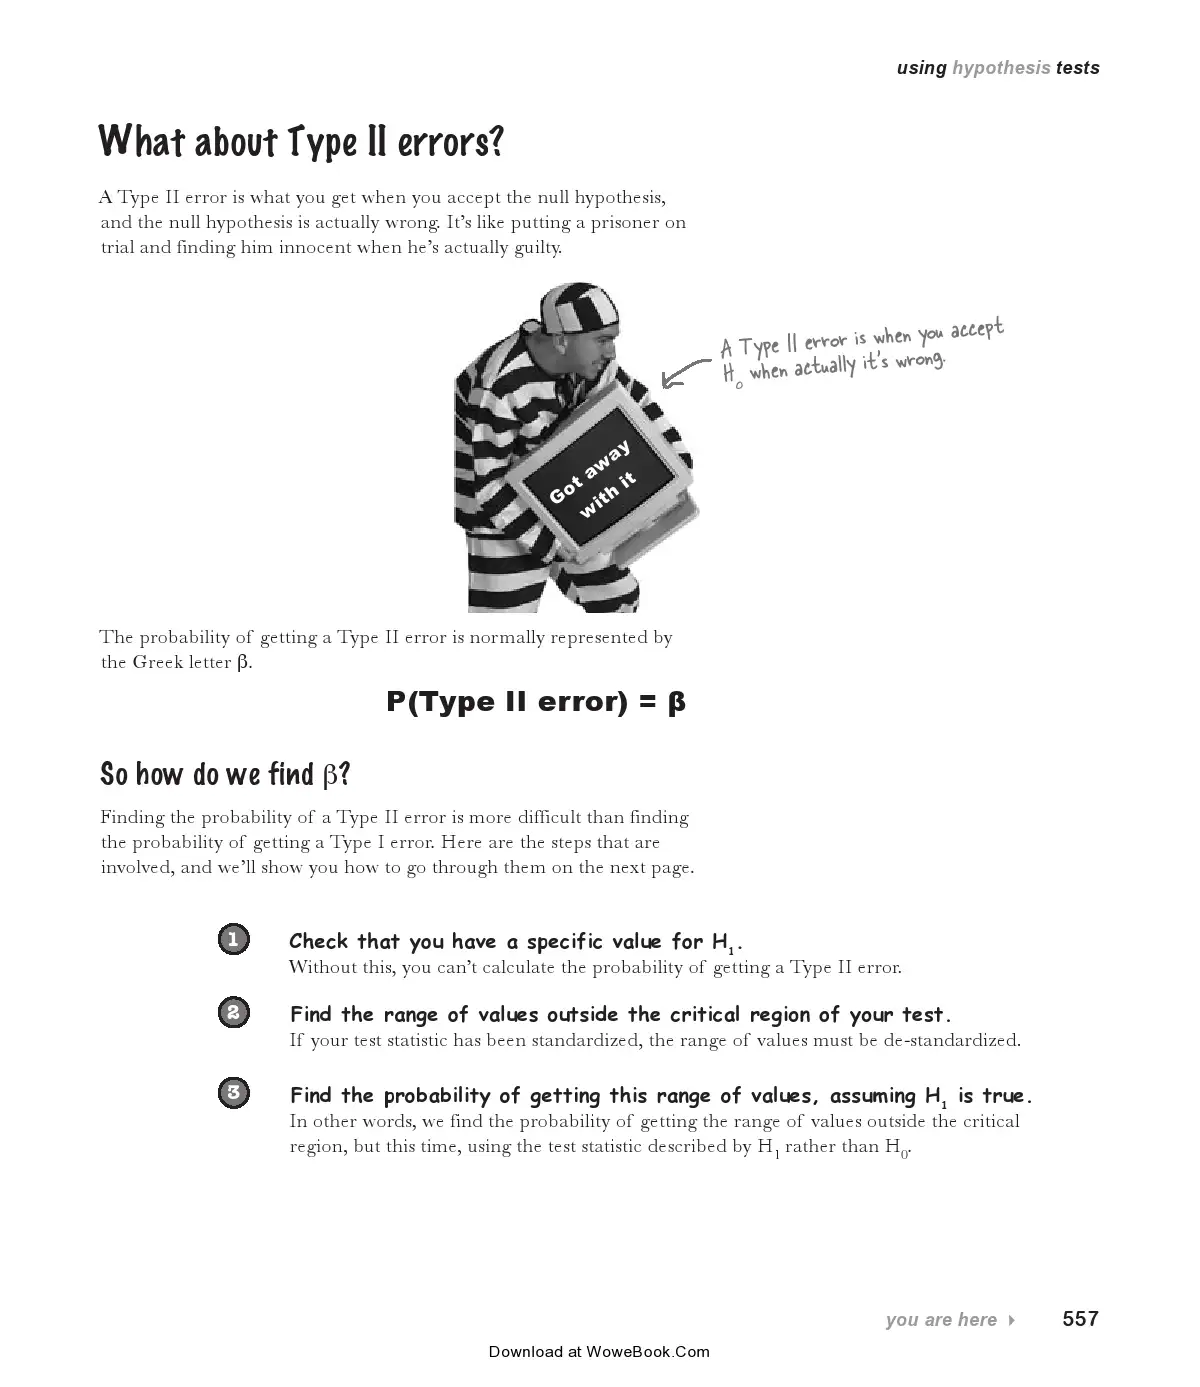 using hypothesis tests
What about Type II errors?
A Type II error is what you get when you accept the null hypothesis,
and the null hypothesis is actually wrong. It’s like putting a prisoner on
trial and finding him innocent when he’s actually guilty.
A Type II error is when you accept
H0 when actually it's wrong.
Got away
with it
The probability of getting a Type II error is normally represented by
the Greek letter β.
P(Type II error) = β
So how do we find β?
Finding the probability of a Type II error is more difficult than finding
the probability of getting a Type I error. Here are the steps that are
involved, and we’ll show you how to go through them on the next page.
1 Check that you have a specific value for H1.
Without this, you can’t calculate the probability of getting a Type II error.
2 Find the range of values outside the critical region of your test.
If your test statistic has been standardized, the range of values must be de-standardized.
3 Find the probability of getting this range of values, assuming H1 is true.
In other words, we find the probability of getting the range of values outside the critical
region, but this time, using the test statistic described by H1 rather than H0.
you are here 557
Download at WoweBook.Com